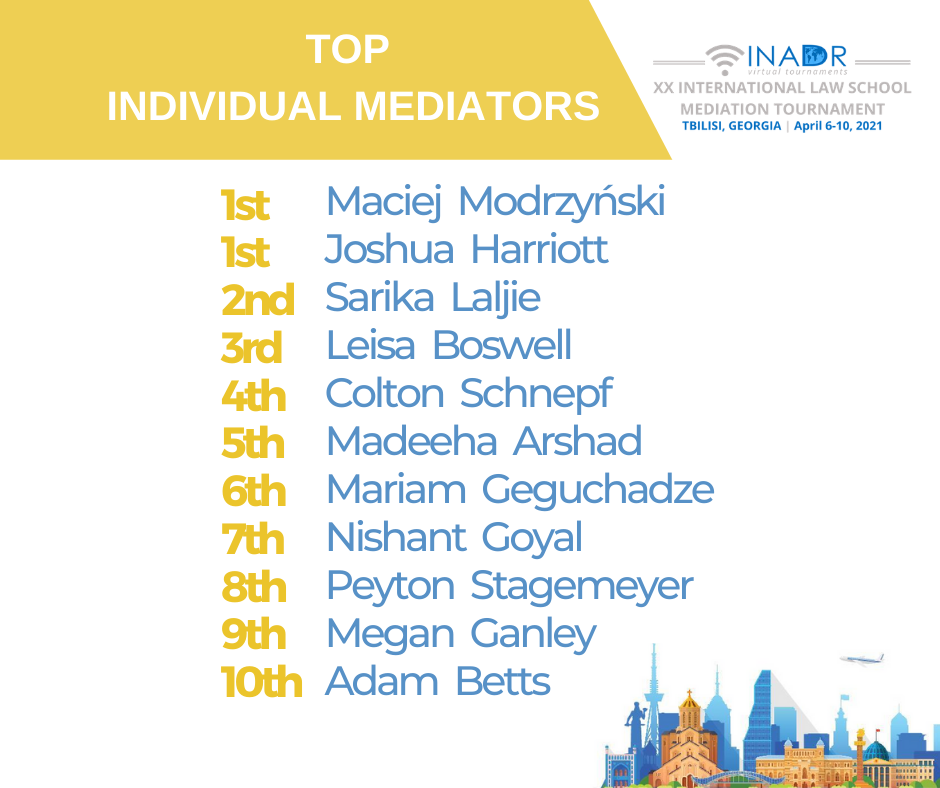 TOP
INDIVIDUAL MEDIATORS
INADR
virtual tournaments
XX INTERNATIONAL LAW SCHOOL
MEDIATION TOURNAMENT
TBILISI, GEORGIA | April 6-10, 2021
1st Maciej Modrzyński
1st Joshua Harriott
2nd Sarika Laljie
3rd Leisa Boswell
4th Colton Schnepf
5th Madeeha Arshad
6th Mariam Geguchadze
7th Nishant Goyal
8th Peyton Stagemeyer
9th Megan Ganley
10th Adam Betts